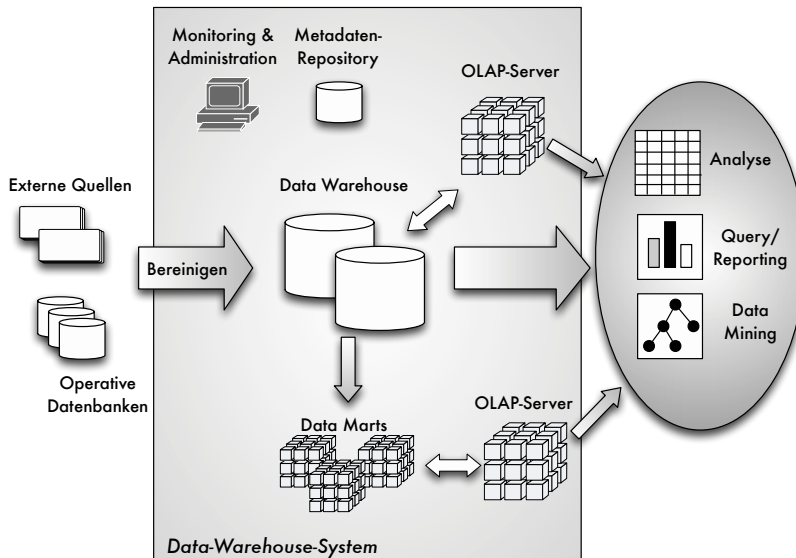 Monitoring &
Administration
Metadaten-
Repository
OLAP-Server
Analyse
Externe Quellen
Data Warehouse
Query/
Reporting
Bereinigen
Data
Mining
Operative
Datenbanken
OLAP-Server
Data Marts
Data-Warehouse-System